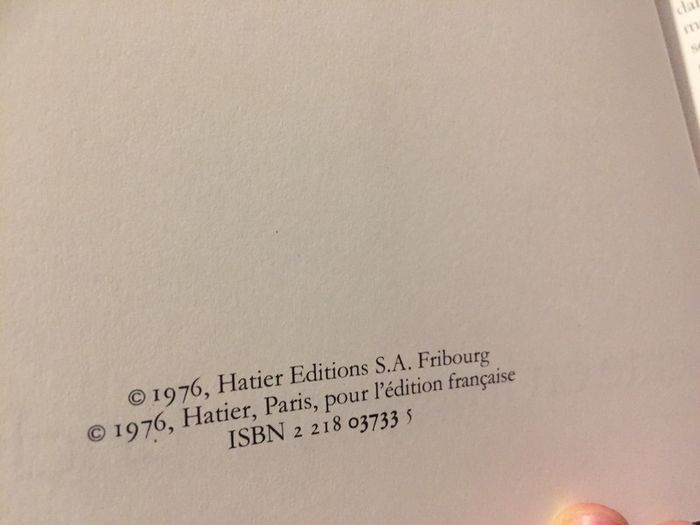 © 1976, Hatier Editions S.A. Fribourg
© 1976, Hatier, Paris, pour l'édition française
ISBN 2 218 03733 5